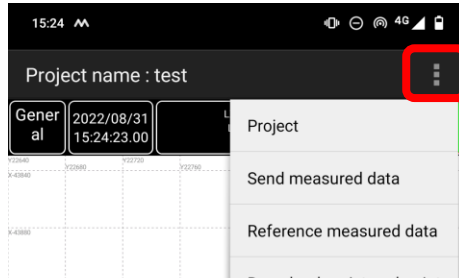 15:24 4G
Project name : test
Gener
al
2022/08/31
15:24:23.00
L
Project
Y22640
Y22680
Y22720
Y22760
X-43840
Send measured data
X-43880
Reference measured data